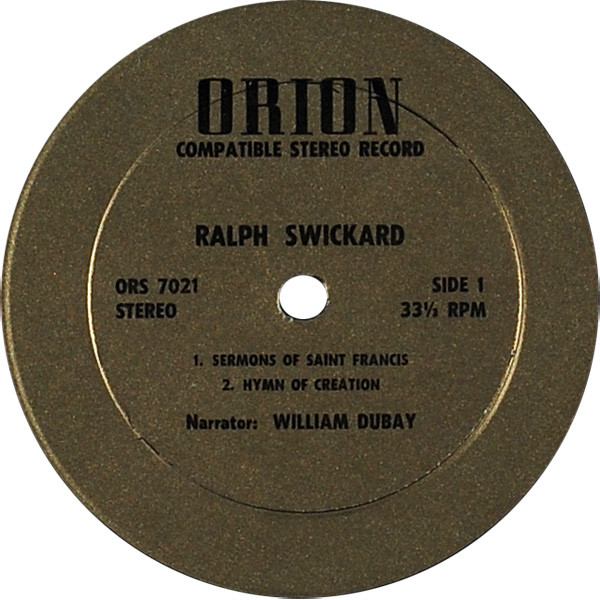 ORION
COMPATIBLE STEREO RECORD
RALPH SWICKARD
ORS 7021
STEREO
SIDE 1
33⅓ RPM
1. SERMONS OF SAINT FRANCIS
2. HYMN OF CREATION
Narrator: WILLIAM DUBAY